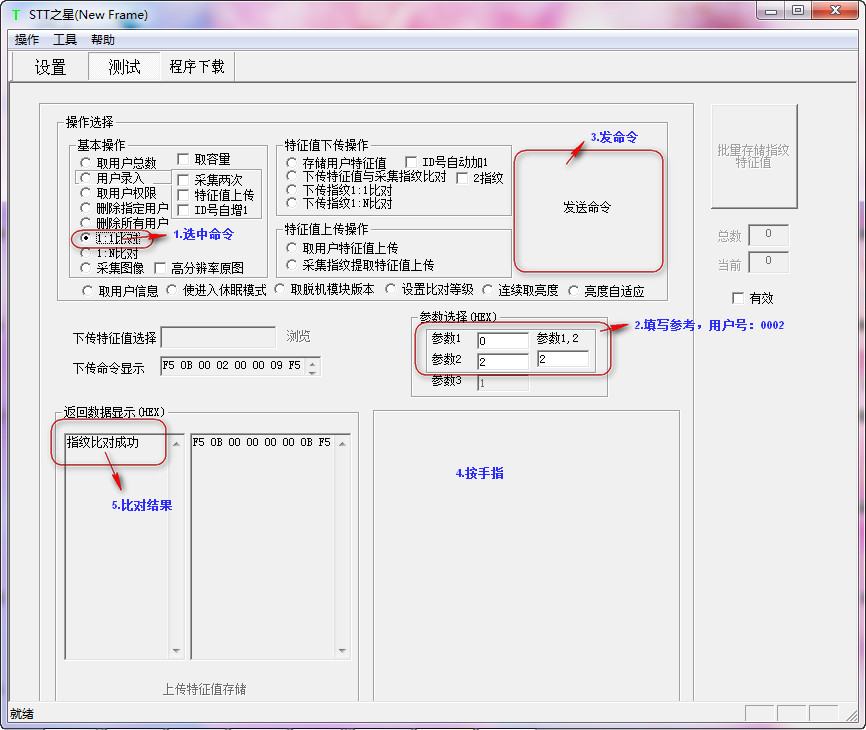 T STT之星(New Frame)
操作 工具 帮助
设置 测试 程序下载
操作选择
基本操作
取用户总数
取容量
用户录入
采集两次
取用户权限
特征值上传
删除指定用户
ID号自增1
删除所有用户
1:1比对
1.选中命令
1:N比对
采集图像
高分辨率原图
特征值下传操作
存储用户特征值
ID号自动加1
下传特征值与采集指纹比对
2指纹
下传指纹1:1比对
下传指纹1:N比对
特征值上传操作
取用户特征值上传
采集指纹提取特征值上传
3.发命令
发送命令
取用户信息 使进入休眠模式 取脱机模块版本 设置比对等级 连续取亮度 亮度自适应
批量存储指纹
特征值
总数 0
当前 0
有效
下传特征值选择 浏览
下传命令显示 F5 0B 00 02 00 00 09 F5
参数选择(HEX)
参数1 0 参数1,2
参数2 2 2
参数3 1
2.填写参考，用户号：0002
返回数据显示(HEX)
指纹比对成功
F5 0B 00 00 00 00 0B F5
5.比对结果
4.按手指
上传特征值存储
就绪